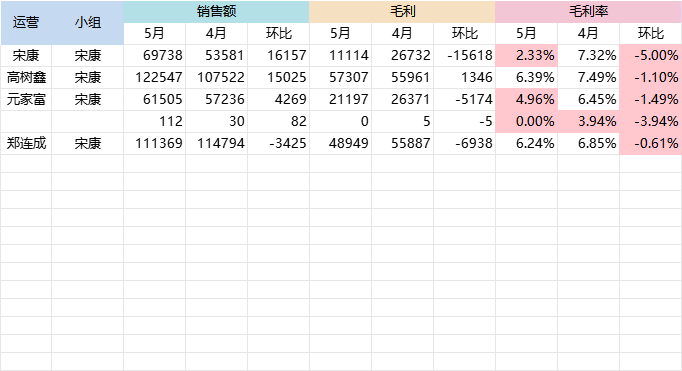 运营 小组 销售额 毛利 毛利率
5月 4月 环比 5月 4月 环比 5月 4月 环比
宋康 宋康 69738 53581 16157 11114 26732 -15618 2.33% 7.32% -5.00%
高树鑫 宋康 122547 107522 15025 57307 55961 1346 6.39% 7.49% -1.10%
元家富 宋康 61505 57236 4269 21197 26371 -5174 4.96% 6.45% -1.49%
112 30 82 0 5 -5 0.00% 3.94% -3.94%
郑连成 宋康 111369 114794 -3425 48949 55887 -6938 6.24% 6.85% -0.61%